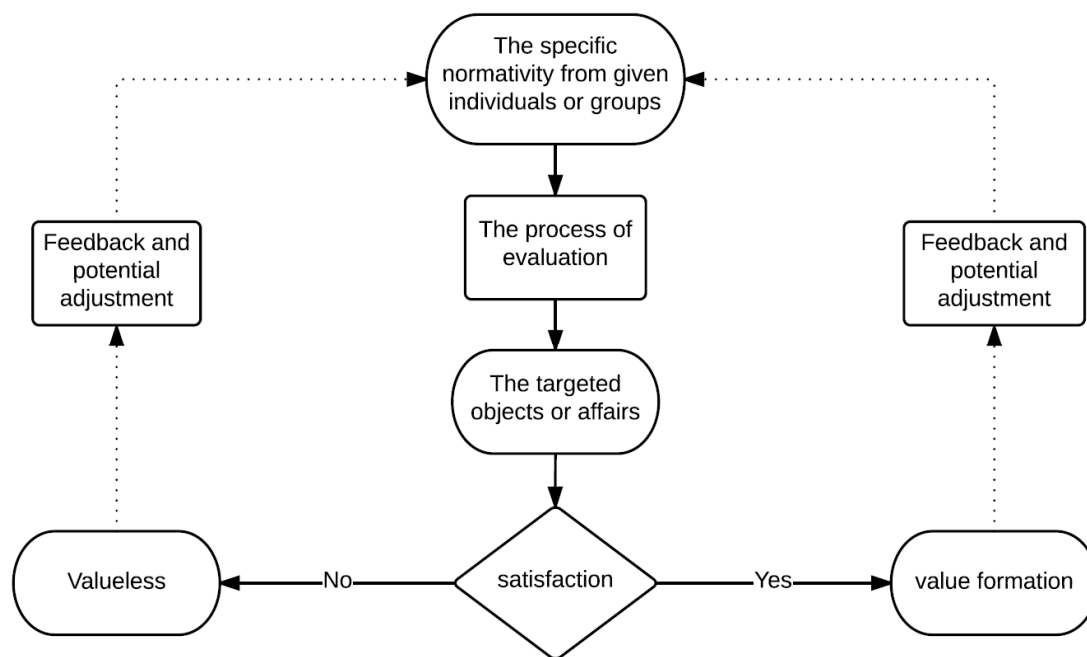 The specific
normativity from given
individuals or groups
The process of
evaluation
Feedback and
potential
adjustment
Feedback and
potential
adjustment
The targeted
objects or affairs
Valueless
No
satisfaction
Yes
value formation